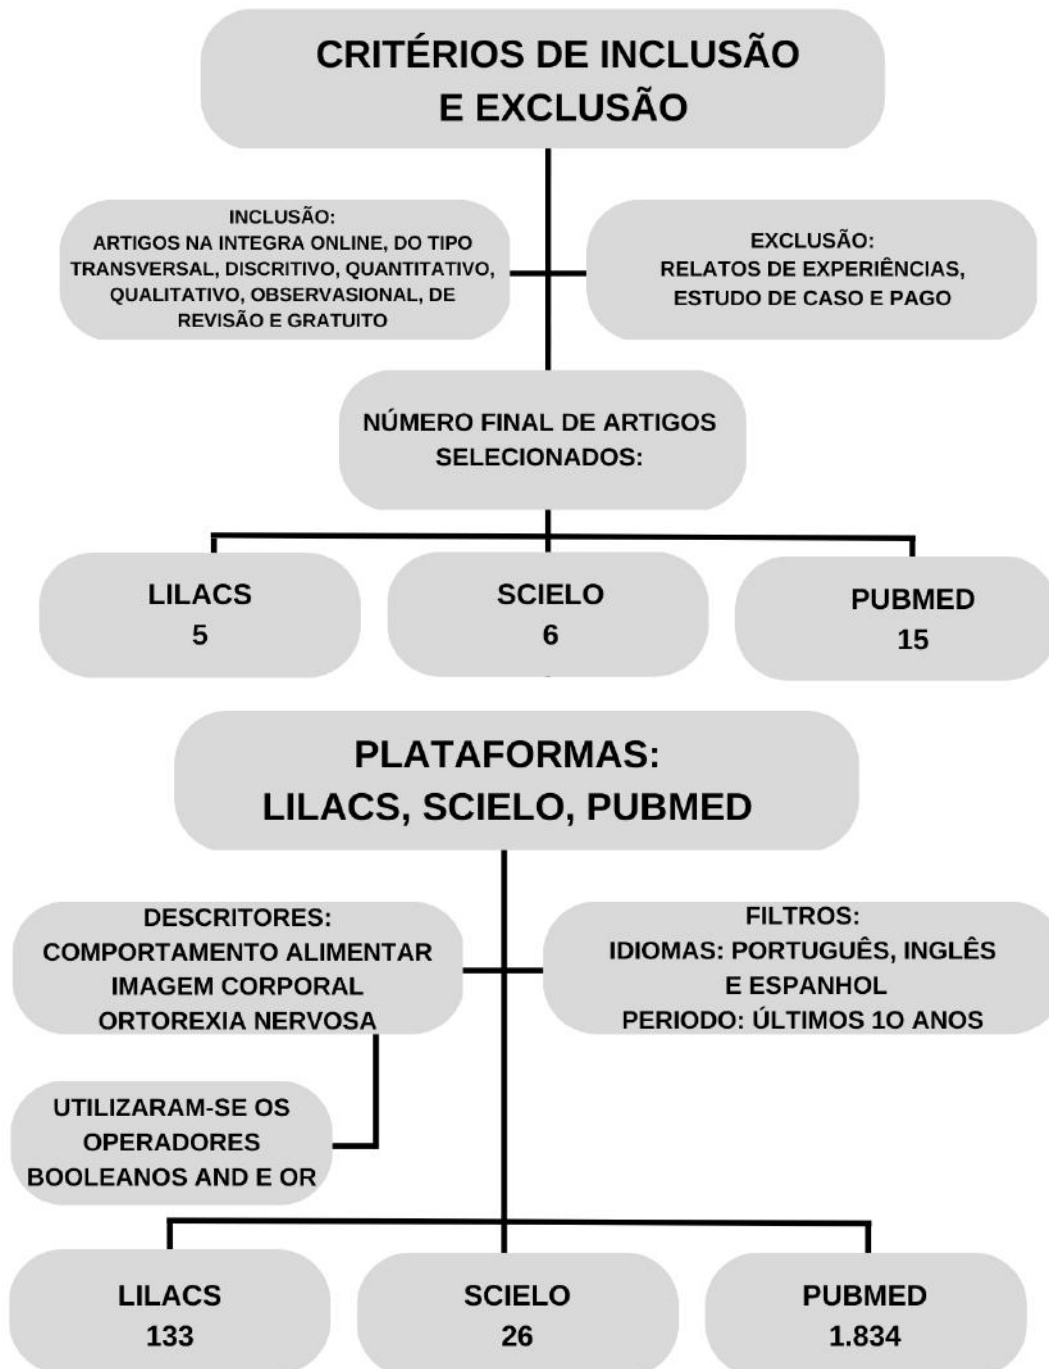 CRITÉRIOS DE INCLUSÃO
E EXCLUSÃO
INCLUSÃO:
ARTIGOS NA INTEGRA ONLINE, DO TIPO
TRANSVERSAL, DISCRITIVO, QUANTITATIVO,
QUALITATIVO, OBSERVASIONAL, DE
REVISÃO E GRATUITO
EXCLUSÃO:
RELATOS DE EXPERIÊNCIAS,
ESTUDO DE CASO E PAGO
NÚMERO FINAL DE ARTIGOS
SELECIONADOS:
LILACS
5
SCIELO
6
PUBMED
15
PLATAFORMAS:
LILACS, SCIELO, PUBMED
DESCRITORES:
COMPORTAMENTO ALIMENTAR
IMAGEM CORPORAL
ORTOREXIA NERVOSA
FILTROS:
IDIOMAS: PORTUGUÊS, INGLÊS
E ESPANHOL
PERIODO: ÚLTIMOS 1O ANOS
UTILIZARAM-SE OS
OPERADORES
BOOLEANOS AND E OR
LILACS
133
SCIELO
26
PUBMED
1.834